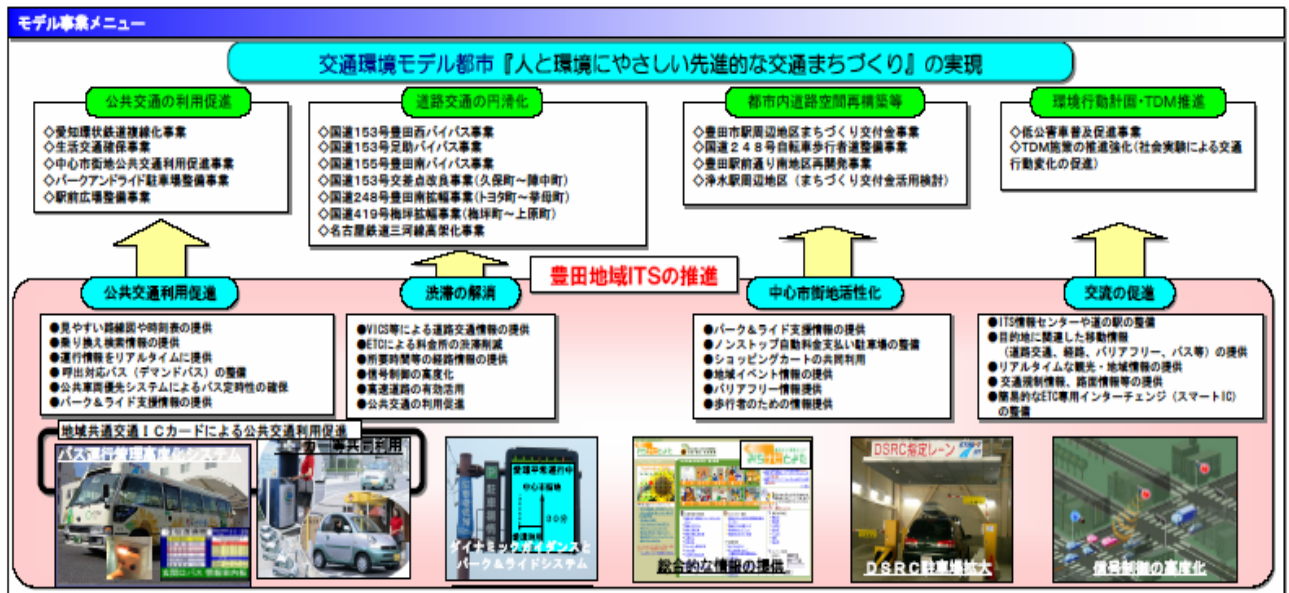 モデル事業メニュー
交通環境モデル都市『人と環境にやさしい先進的な交通まちづくり』の実現
公共交通の利用促進
◇愛知環状鉄道複線化事業
◇生活交通確保事業
◇中心市街地公共交通利用促進事業
◇パークアンドライド駐車場整備事業
◇駅前広場整備事業
道路交通の円滑化
◇国道153号豊田西バイパス事業
◇国道153号足助バイパス事業
◇国道155号豊田南バイパス事業
◇国道153号交差点改良事業(久保町～陣中町)
◇国道248号豊田南拡幅事業(トヨタ町～挙母町)
◇国道419号梅坪拡幅事業(梅坪町～上原町)
◇名古屋鉄道三河線高架化事業
都市内道路空間再構築等
◇豊田市駅周辺地区まちづくり交付金事業
◇国道２４８号自転車歩行者道整備事業
◇豊田駅前通り南地区再開発事業
◇浄水駅周辺地区（まちづくり交付金活用検討）
環境行動計画・TDM推進
◇低公害車普及促進事業
◇TDM施策の推進強化(社会実験による交通
行動変化の促進)
豊田地域ITSの推進
公共交通利用促進
●見やすい路線図や時刻表の提供
●乗り換え検索情報の提供
●運行情報をリアルタイムに提供
●呼出対応バス（デマンドバス）の整備
●公共車両優先システムによるバス定時性の確保
●パーク＆ライド支援情報の提供
渋滞の解消
●VICS等による道路交通情報の提供
●ETCによる料金所の渋滞削減
●所要時間等の経路情報の提供
●信号制御の高度化
●高速道路の有効活用
●公共交通の利用促進
中心市街地活性化
●パーク＆ライド支援情報の提供
●ノンストップ自動料金支払い駐車場の整備
●ショッピングカートの共同利用
●地域イベント情報の提供
●バリアフリー情報提供
●歩行者のための情報提供
交流の促進
●ITS情報センターや道の駅の整備
●目的地に関連した移動情報
（道路交通、経路、バリアフリー、バス等）の提供
●リアルタイムな観光・地域情報の提供
●交通規制情報、路面情報等の提供
●簡易的なETC専用インターチェンジ（スマートIC）
の整備
地域共通交通ＩＣカードによる公共交通利用促進
バス運行管理高度化システム
カー等共同利用
中心市街地
３０分
ダイナミックガイダンスと
パーク＆ライドシステム
みちナビとよた
総合的な情報の提供
DSRC指定レーン
ＤＳＲＣ駐車場拡大
信号制御の高度化